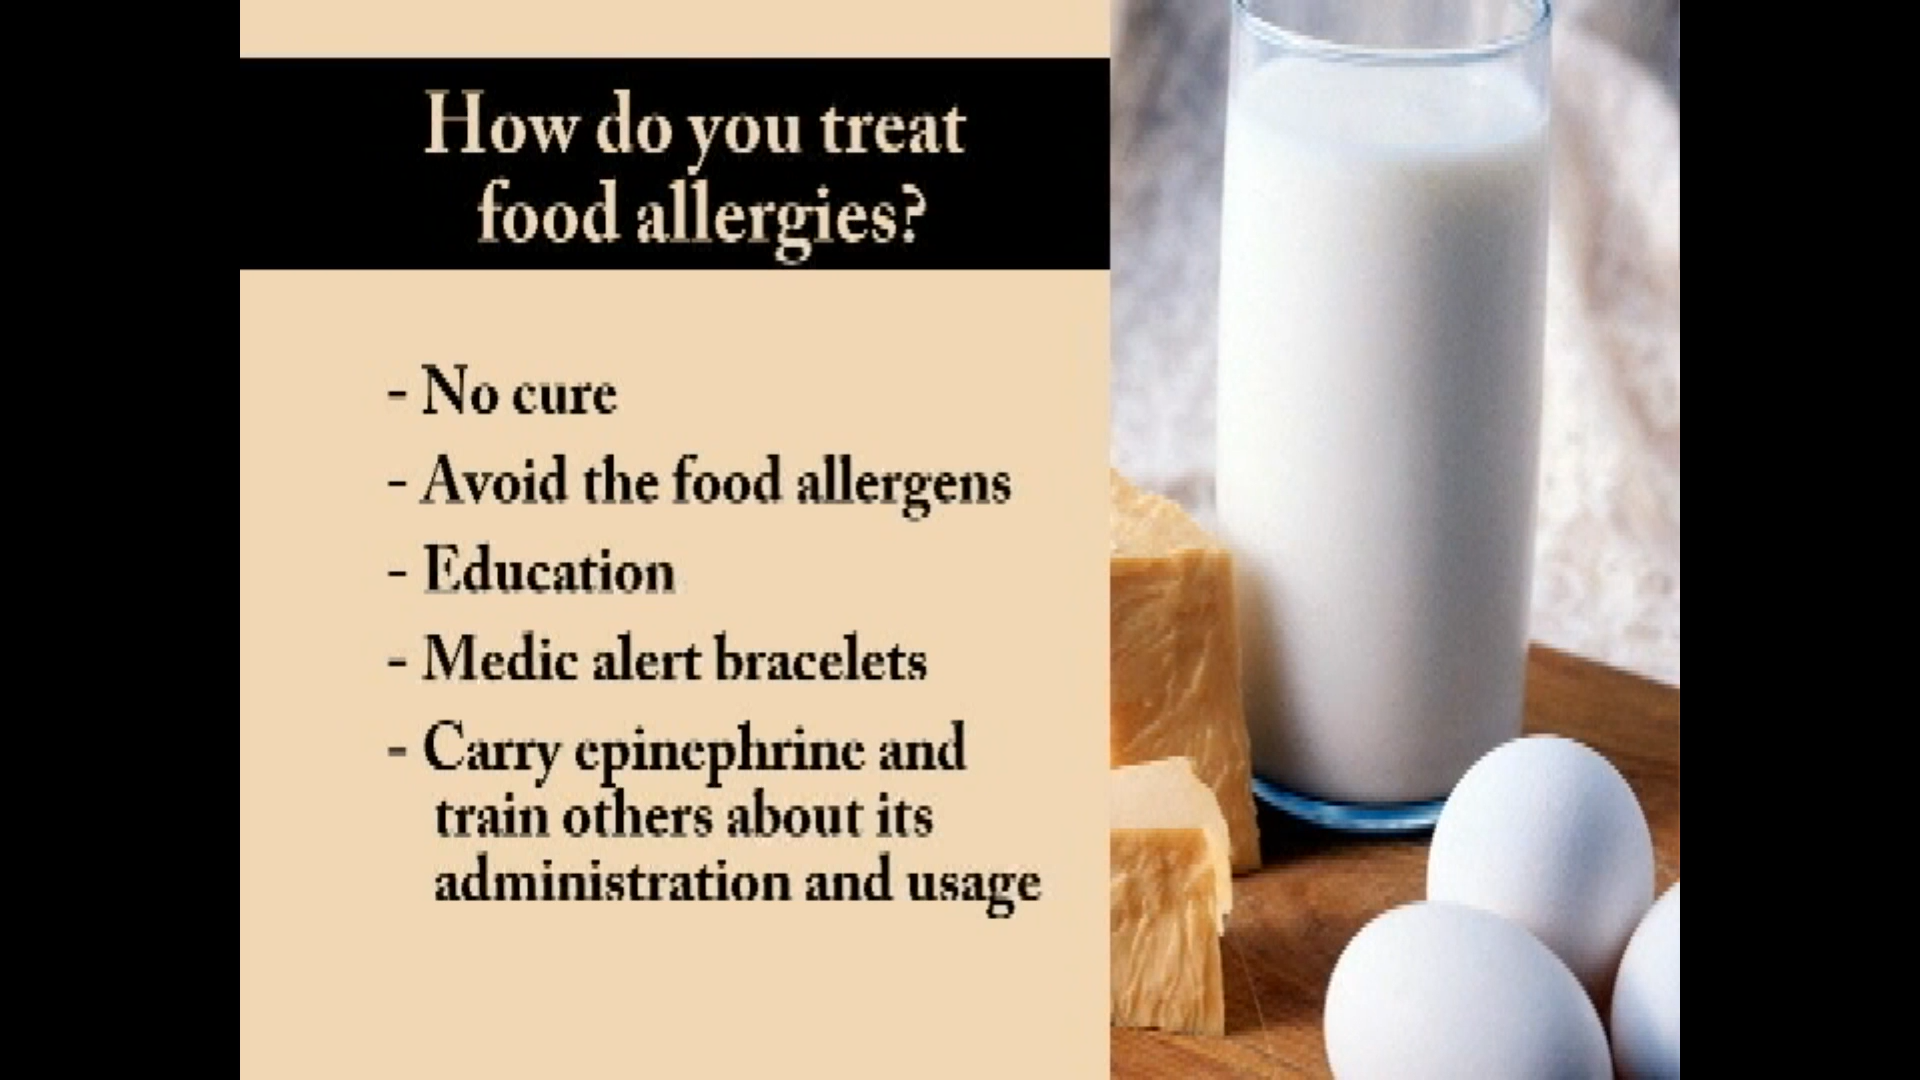 How do you treat
food allergies?
- No cure
- Avoid the food allergens
- Education
- Medic alert bracelets
- Carry epinephrine and
train others about its
administration and usage